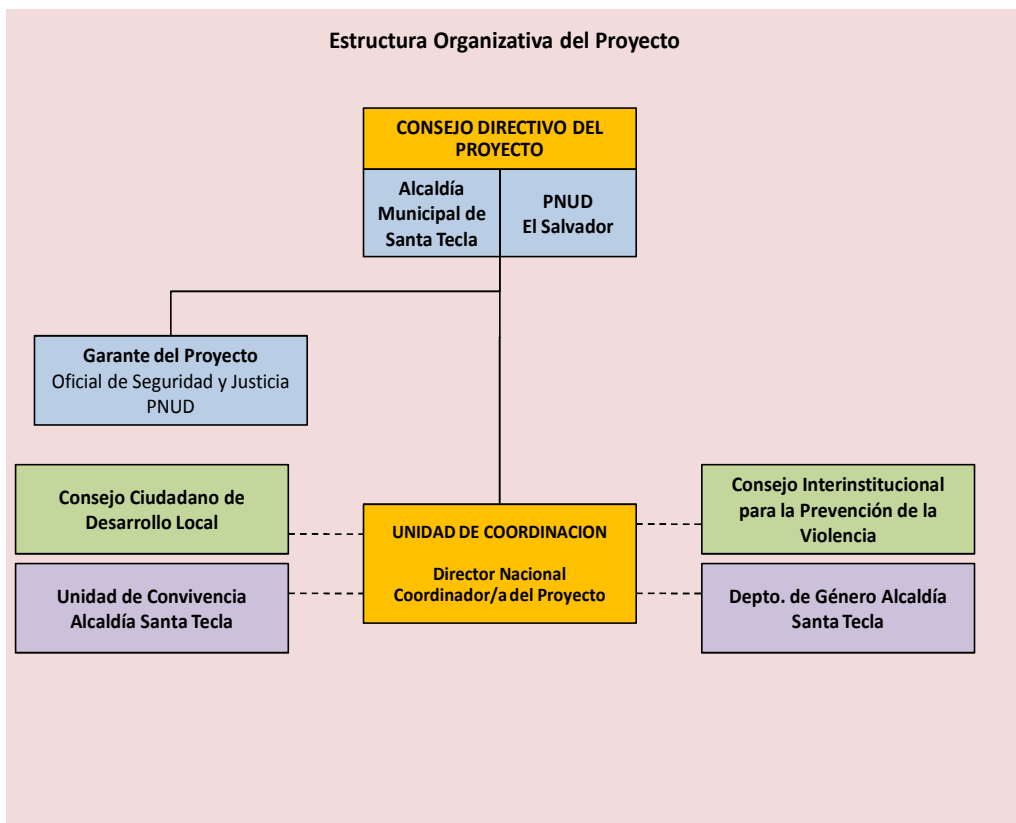 Estructura Organizativa del Proyecto
CONSEJO DIRECTIVO DEL
PROYECTO
Alcaldía
Municipal de
Santa Tecla
PNUD
El Salvador
Garante del Proyecto
Oficial de Seguridad y Justicia
PNUD
Consejo Ciudadano de
Desarrollo Local
UNIDAD DE COORDINACION
Director Nacional
Coordinador/a del Proyecto
Consejo Interinstitucional
para la Prevención de la
Violencia
Unidad de Convivencia
Alcaldía Santa Tecla
Depto. de Género Alcaldía
Santa Tecla